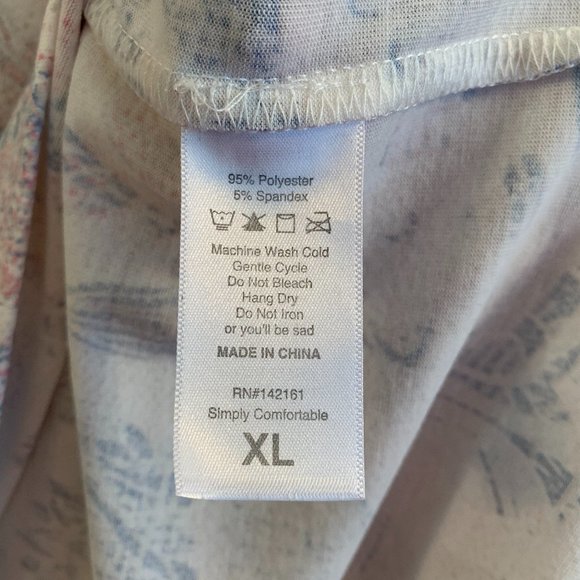 95% Polyester
5% Spandex
Machine Wash Cold
Gentle Cycle
Do Not Bleach
Hang Dry
Do Not Iron
or you'll be sad
MADE IN CHINA
RN#142161
Simply Comfortable
XL